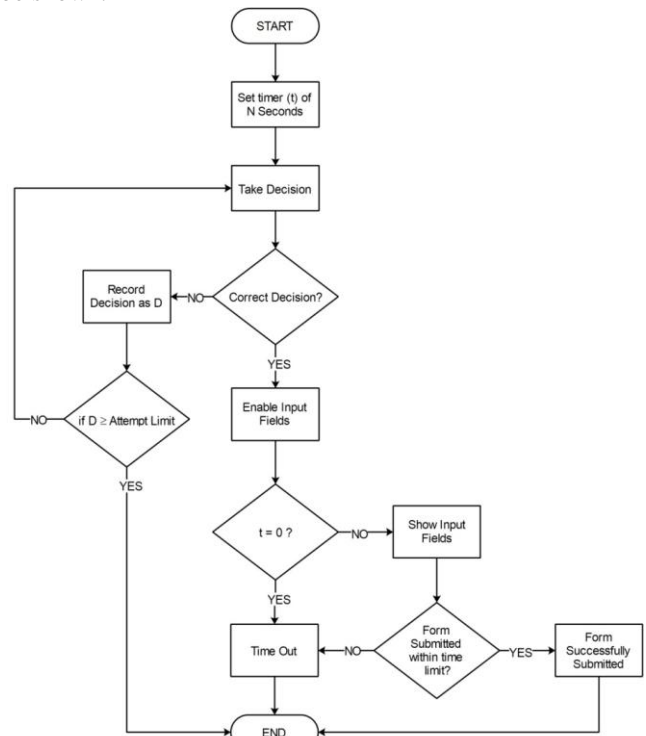 START
Set timer (t) of
N Seconds
Take Decision
Correct Decision?
NO
Record
Decision as D
YES
if D ≥ Attempt Limit
NO
YES
Enable Input
Fields
t = 0 ?
NO
Show Input
Fields
YES
Time Out
NO
Form
Submitted
within time
limit?
YES
Form
Successfully
Submitted
END